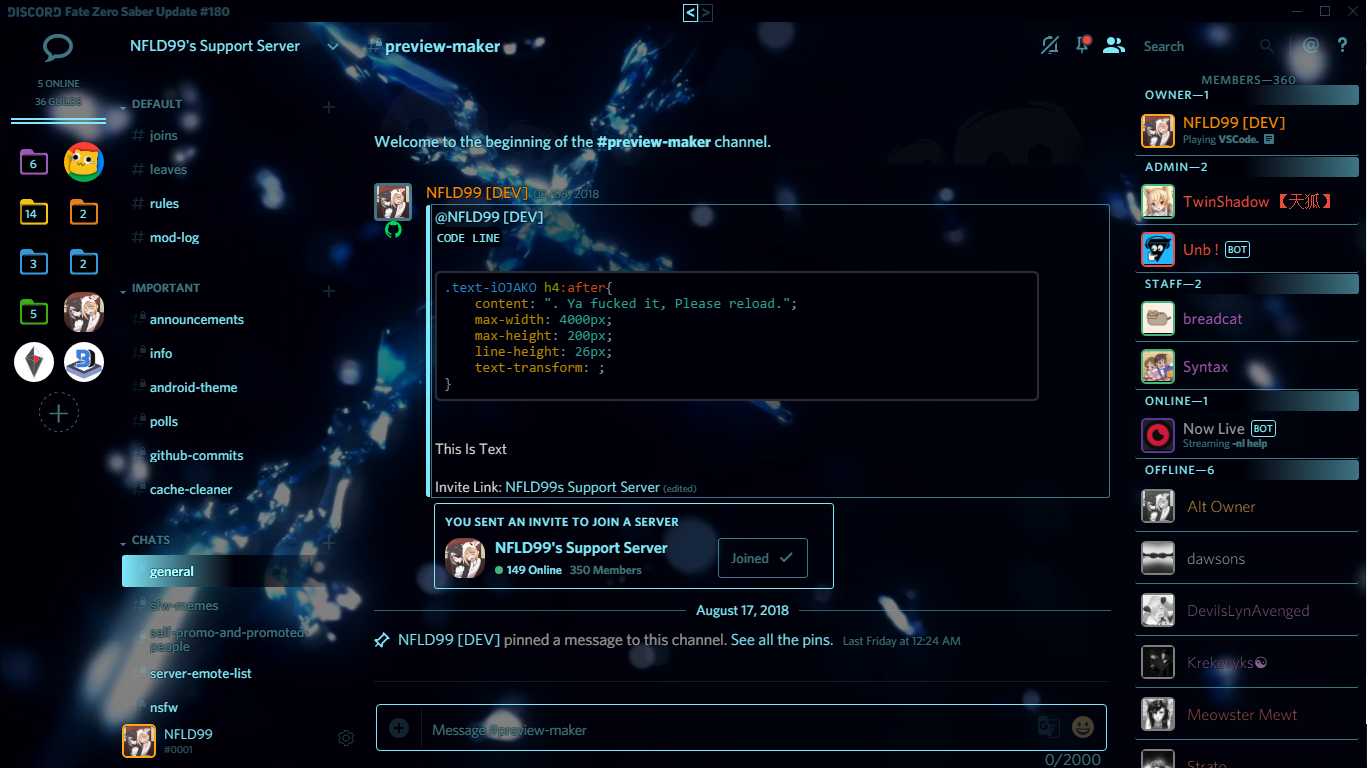 DISCORD Fate Zero Saber Update #180
< >
5 ONLINE
36 GUILDS
6
14
2
3
2
5
NFLD99's Support Server
DEFAULT
joins
leaves
rules
mod-log
IMPORTANT
announcements
info
android-theme
polls
github-commits
cache-cleaner
CHATS
general
sfw-memes
self-promo-and-promoted-
people
server-emote-list
nsfw
NFLD99
#0001
preview-maker
Search
@ ?
Welcome to the beginning of the #preview-maker channel.
NFLD99 [DEV] 08/08/2018
@NFLD99 [DEV]
CODE LINE
.text-iOJAKO h4:after{
content: ". Ya fucked it, Please reload.";
max-width: 4000px;
max-height: 200px;
line-height: 26px;
text-transform: ;
}
This Is Text
Invite Link: NFLD99s Support Server (edited)
YOU SENT AN INVITE TO JOIN A SERVER
NFLD99's Support Server
149 Online 350 Members
Joined
August 17, 2018
NFLD99 [DEV] pinned a message to this channel. See all the pins. Last Friday at 12:24 AM
Message #preview-maker
0/2000
MEMBERS—360
OWNER—1
NFLD99 [DEV]
Playing VSCode.
ADMIN—2
TwinShadow 【天狐】
Unb ! BOT
STAFF—2
breadcat
Syntax
ONLINE—1
Now Live BOT
Streaming -nl help
OFFLINE—6
Alt Owner
dawsons
DevilsLynAvenged
Krekevyks☯
Meowster Mewt